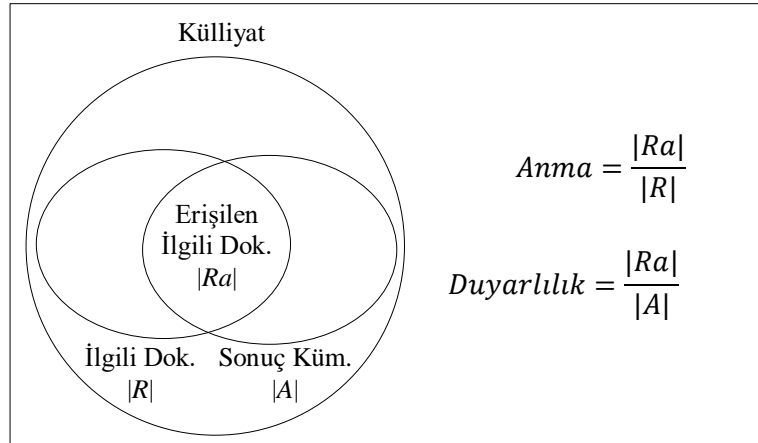 Külliyat
Erişilen
İlgili Dok.
|Ra|
İlgili Dok.
|R|
Sonuç Küm.
|A|
Anma = |Ra| / |R|
Duyarlılık = |Ra| / |A|